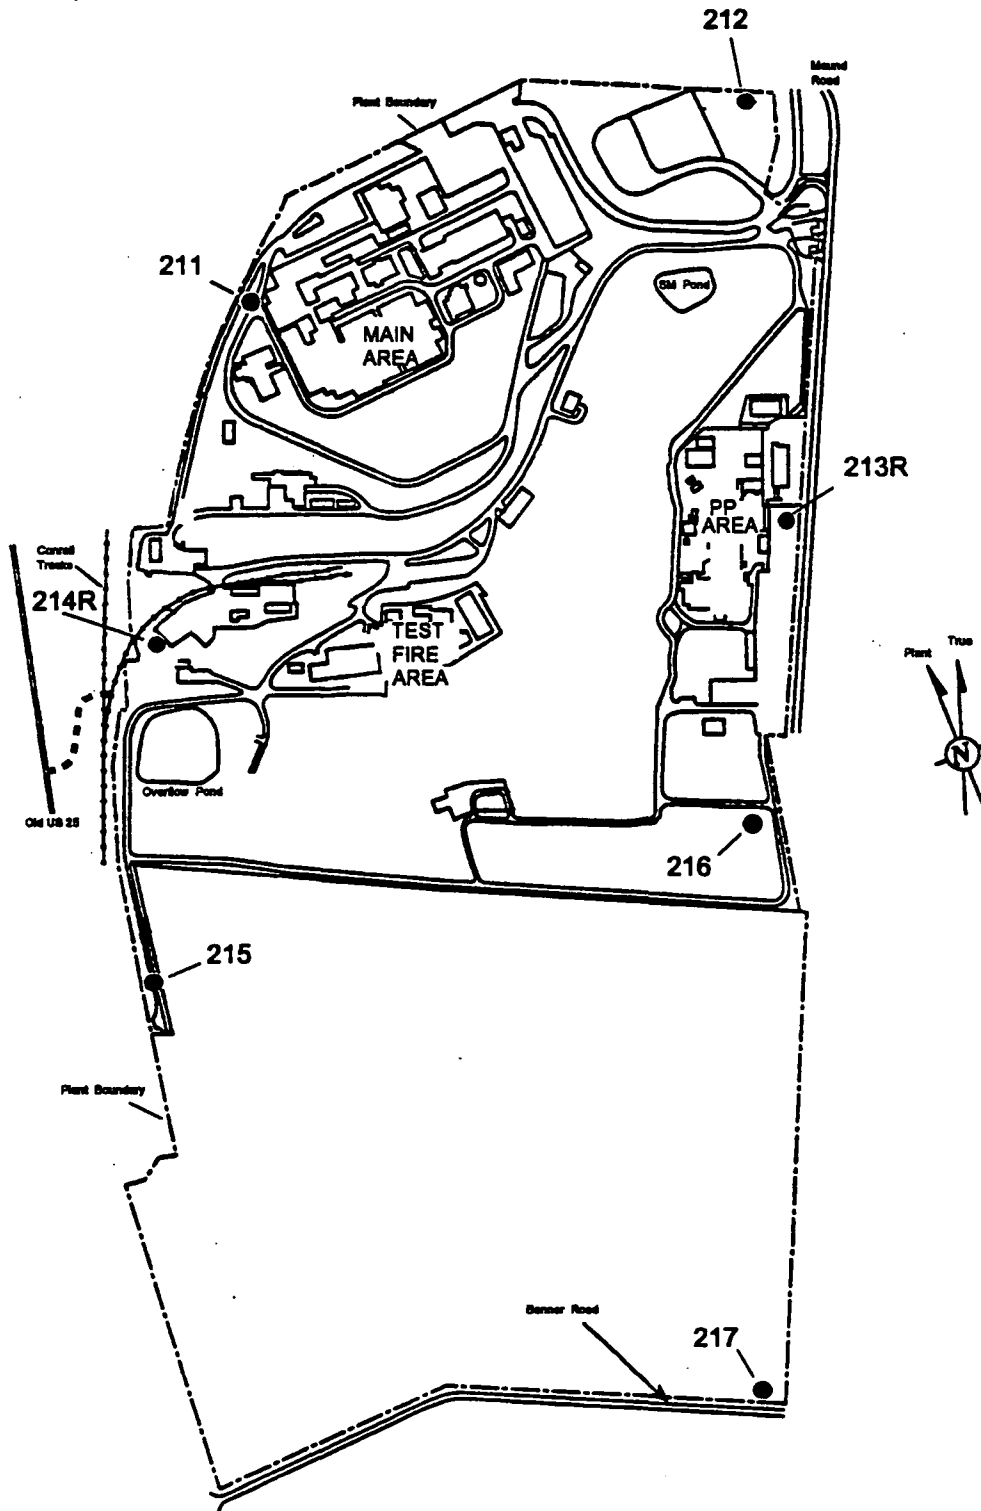 212
Mound
Road
Plant Boundary
211
SM Pond
MAIN
AREA
213R
PP
AREA
Conrail
Tracks
214R
TEST
FIRE
AREA
Plant
True
N
Overflow Pond
Old US 25
216
215
Plant Boundary
Benner Road
217